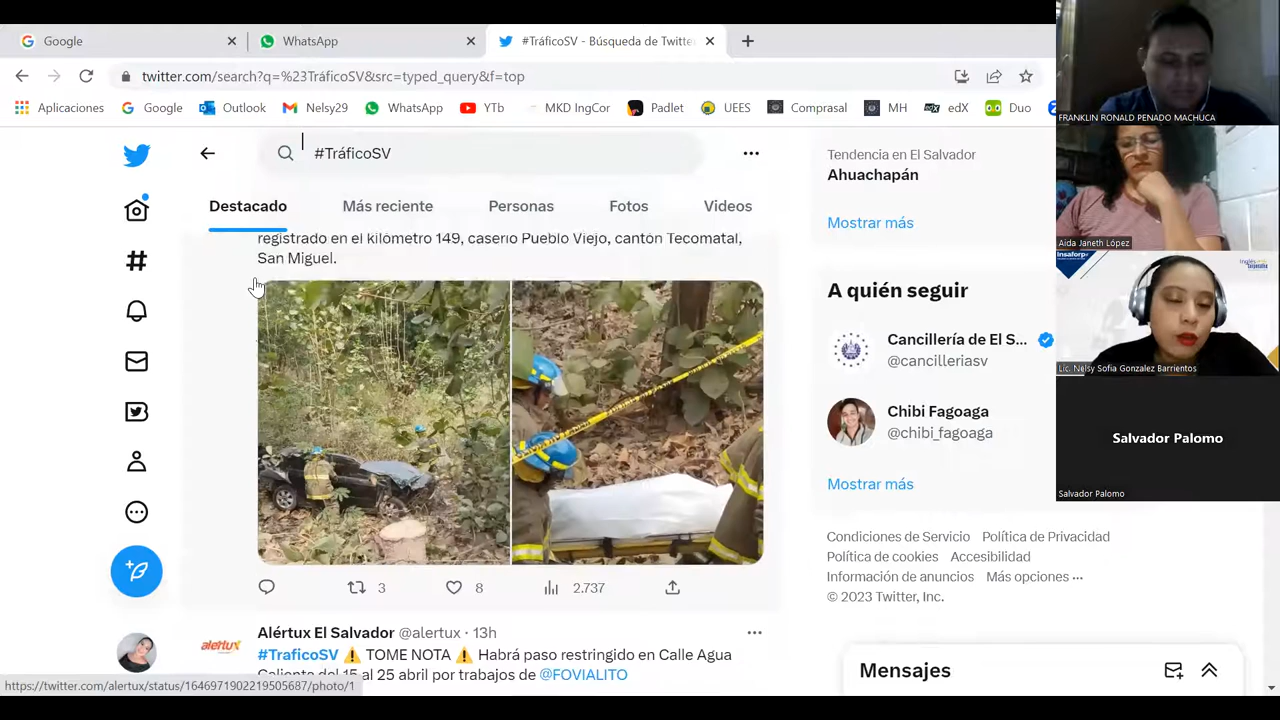 Google
WhatsApp
#TráficoSV - Búsqueda de Twitte
twitter.com/search?q=%23TráficoSV&src=typed_query&f=top
Aplicaciones
Google
Outlook
Nelsy29
WhatsApp
YTb
MKD IngCor
Padlet
UEES
Comprasal
MH
edX
Duo
#TráficoSV
Destacado
Más reciente
Personas
Fotos
Videos
registrado en el kilómetro 149, caserío Pueblo Viejo, cantón Tecomatal,
San Miguel.
3
8
2.737
Alértux El Salvador @alertux · 13h
alertux
#TraficoSV ⚠️ TOME NOTA ⚠️ Habrá paso restringido en Calle Agua
Caliente del 15 al 25 abril por trabajos de @FOVIALITO
https://twitter.com/alertux/status/1646971902219505687/photo/1
Tendencia en El Salvador
Ahuachapán
Mostrar más
A quién seguir
Cancillería de El S...
@cancilleriasv
Chibi Fagoaga
@chibi_fagoaga
Mostrar más
Condiciones de Servicio Política de Privacidad
Política de cookies Accesibilidad
Información de anuncios Más opciones ···
© 2023 Twitter, Inc.
Mensajes
FRANKLIN RONALD PENADO MACHUCA
Aida Janeth López
Insaforp
Inglés
Lic. Nelsy Sofia Gonzalez Barrientos
Salvador Palomo
Salvador Palomo